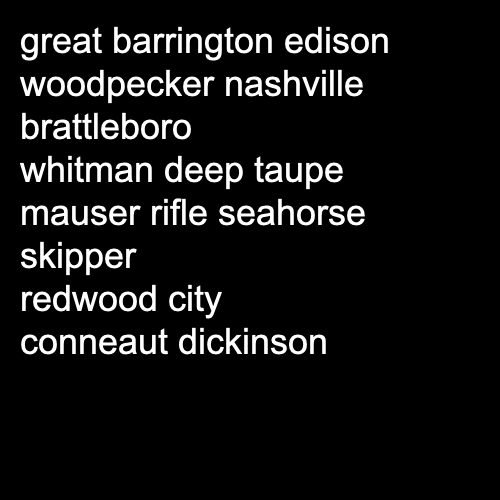 great barrington edison
woodpecker nashville
brattleboro
whitman deep taupe
mauser rifle seahorse
skipper
redwood city
conneaut dickinson